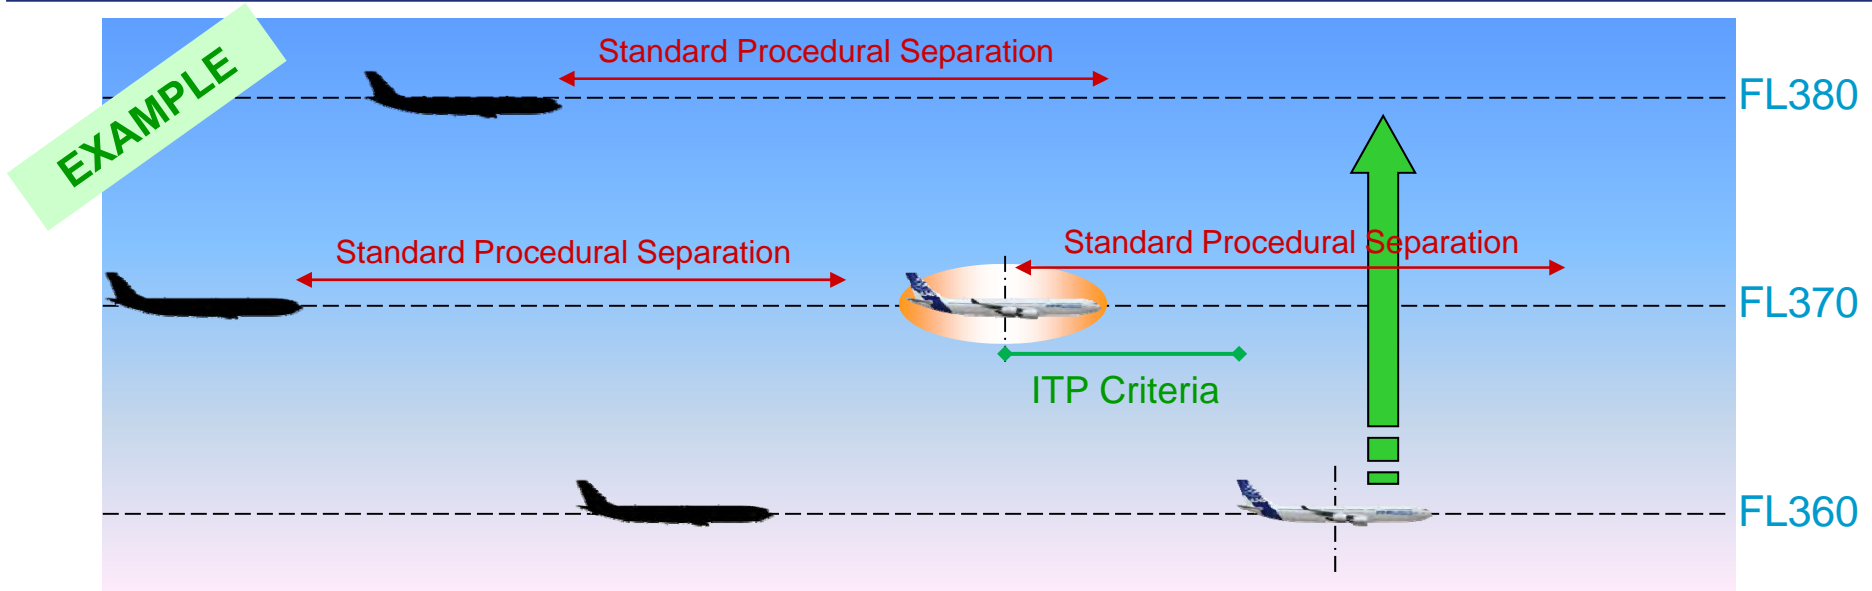 EXAMPLE
Standard Procedural Separation
FL380
Standard Procedural Separation
Standard Procedural Separation
FL370
ITP Criteria
FL360